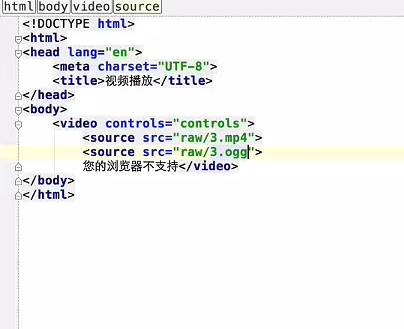 html body video source
<!DOCTYPE html>
<html>
<head lang="en">
<meta charset="UTF-8">
<title>视频播放</title>
</head>
<body>
<video controls="controls">
<source src="raw/3.mp4">
<source src="raw/3.ogg">
您的浏览器不支持</video>
</body>
</html>